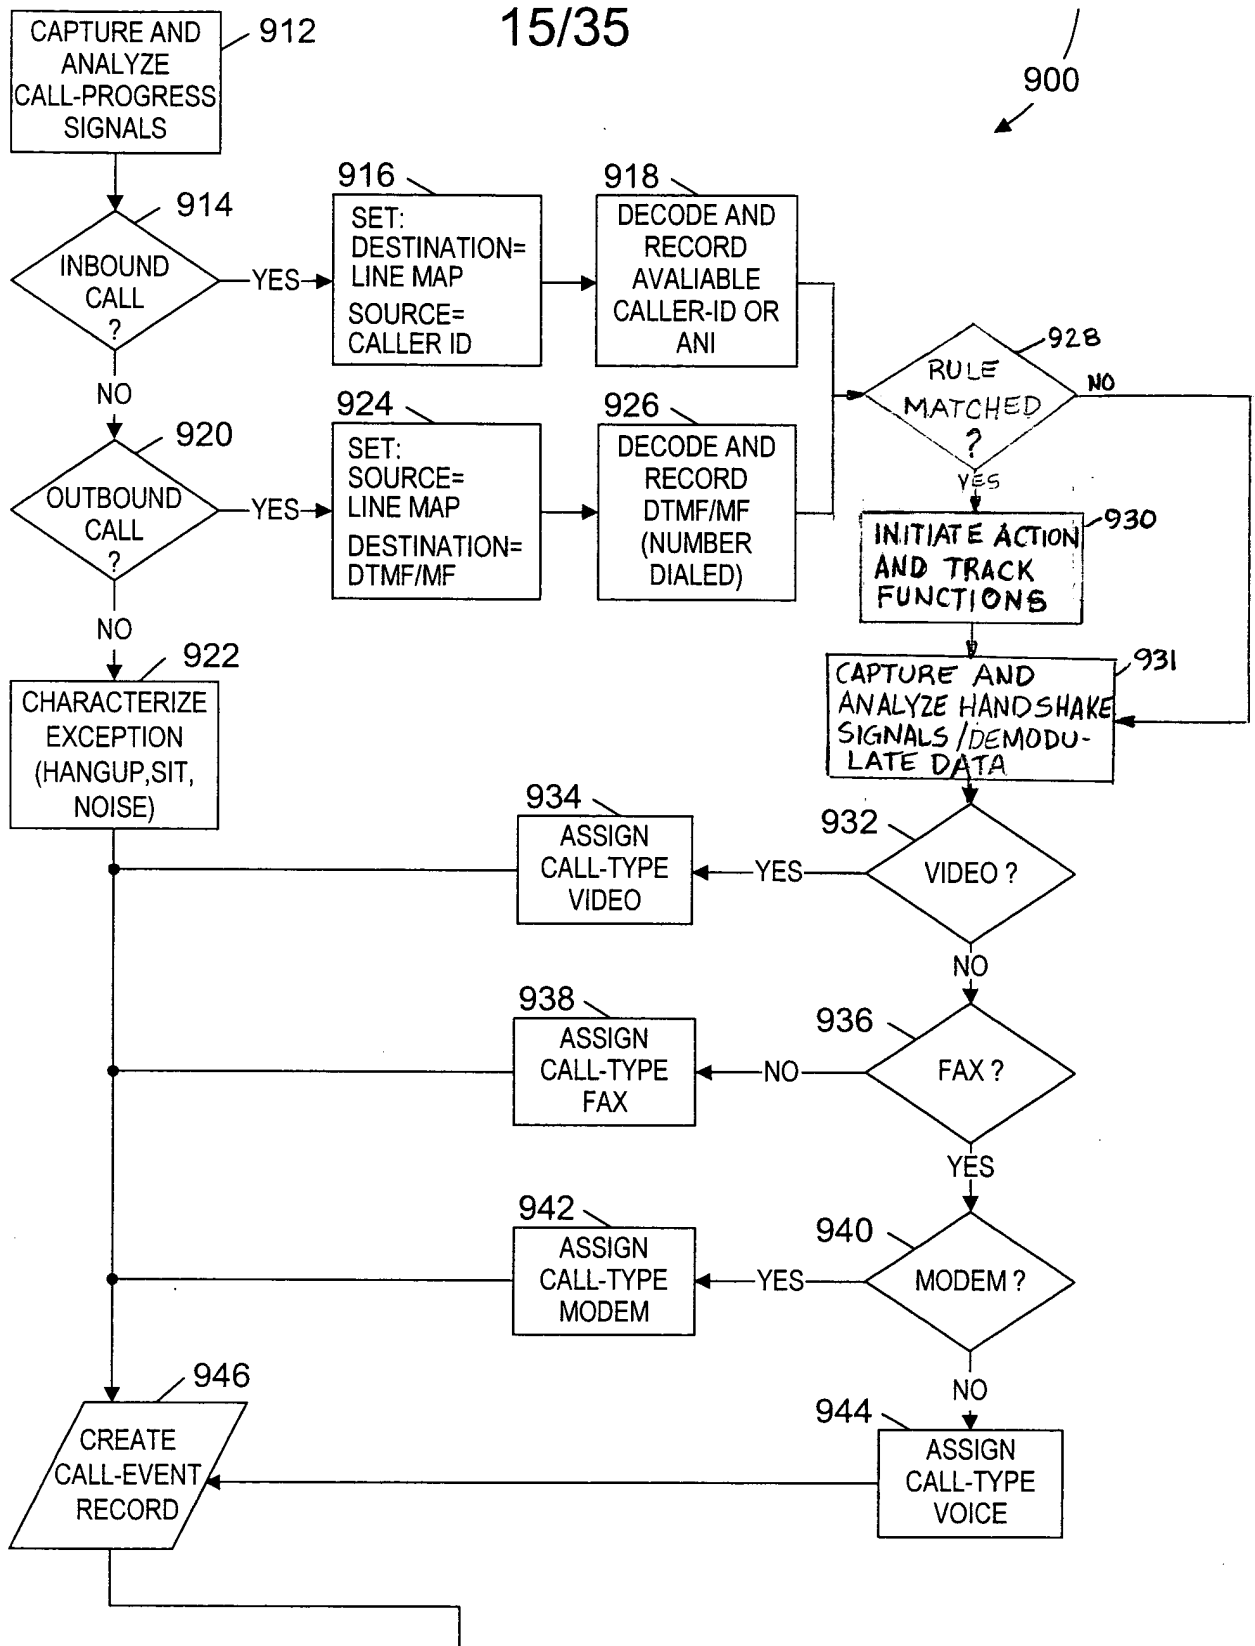 15/35
900
912
CAPTURE AND
ANALYZE
CALL-PROGRESS
SIGNALS
914
INBOUND
CALL
?
YES
NO
916
SET:
DESTINATION=
LINE MAP
SOURCE=
CALLER ID
918
DECODE AND
RECORD
AVALIABLE
CALLER-ID OR
ANI
920
OUTBOUND
CALL
?
YES
NO
924
SET:
SOURCE=
LINE MAP
DESTINATION=
DTMF/MF
926
DECODE AND
RECORD
DTMF/MF
(NUMBER
DIALED)
928
RULE
MATCHED
?
NO
YES
930
INITIATE ACTION
AND TRACK
FUNCTIONS
931
CAPTURE AND
ANALYZE HANDSHAKE
SIGNALS/DEMODU-
LATE DATA
922
CHARACTERIZE
EXCEPTION
(HANGUP,SIT,
NOISE)
932
VIDEO ?
YES
NO
934
ASSIGN
CALL-TYPE
VIDEO
936
FAX ?
NO
YES
938
ASSIGN
CALL-TYPE
FAX
940
MODEM ?
YES
NO
942
ASSIGN
CALL-TYPE
MODEM
944
ASSIGN
CALL-TYPE
VOICE
946
CREATE
CALL-EVENT
RECORD